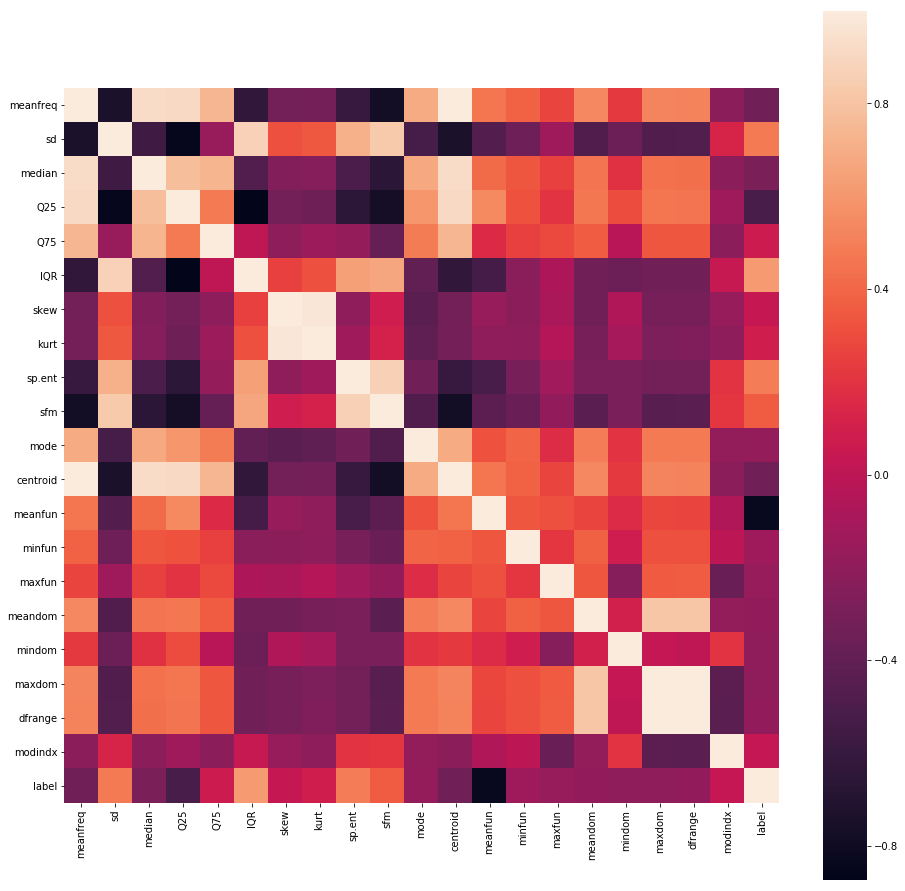 meanfreq
sd
median
Q25
Q75
IQR
skew
kurt
sp.ent
sfm
mode
centroid
meanfun
minfun
maxfun
meandom
mindom
maxdom
dfrange
modindx
label
meanfreq
sd
median
Q25
Q75
IQR
skew
kurt
sp.ent
sfm
mode
centroid
meanfun
minfun
maxfun
meandom
mindom
maxdom
dfrange
modindx
label
0.8
0.4
0.0
−0.4
−0.8